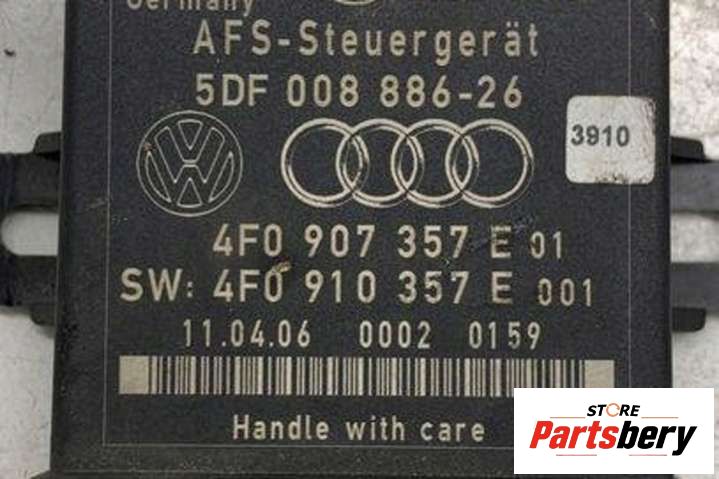 Germany
AFS-Steuergerät
5DF 008 886-26
3910
4F0 907 357 E 01
SW: 4F0 910 357 E 001
11.04.06 0002 0159
Handle with care
STORE
Partsbery